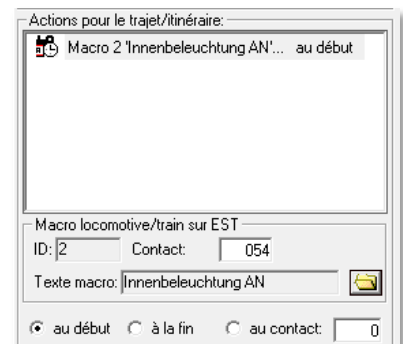 Actions pour le trajet/itinéraire:
Macro 2 'Innenbeleuchtung AN'... au début
Macro locomotive/train sur EST
ID: 2 Contact: 054
Texte macro: Innenbeleuchtung AN
au début à la fin au contact: 0